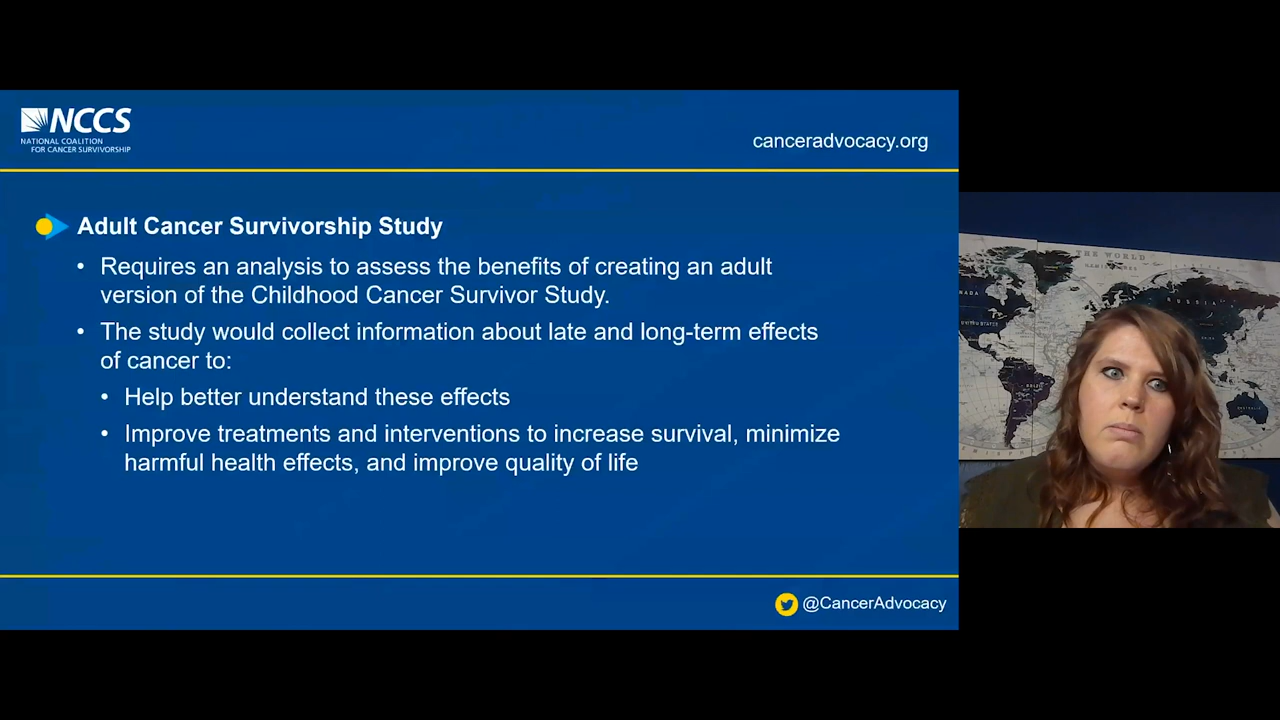 NCCS
NATIONAL COALITION
FOR CANCER SURVIVORSHIP
canceradvocacy.org
Adult Cancer Survivorship Study
• Requires an analysis to assess the benefits of creating an adult
version of the Childhood Cancer Survivor Study.
• The study would collect information about late and long-term effects
of cancer to:
• Help better understand these effects
• Improve treatments and interventions to increase survival, minimize
harmful health effects, and improve quality of life
@CancerAdvocacy
THE WORLD
RUSSIA